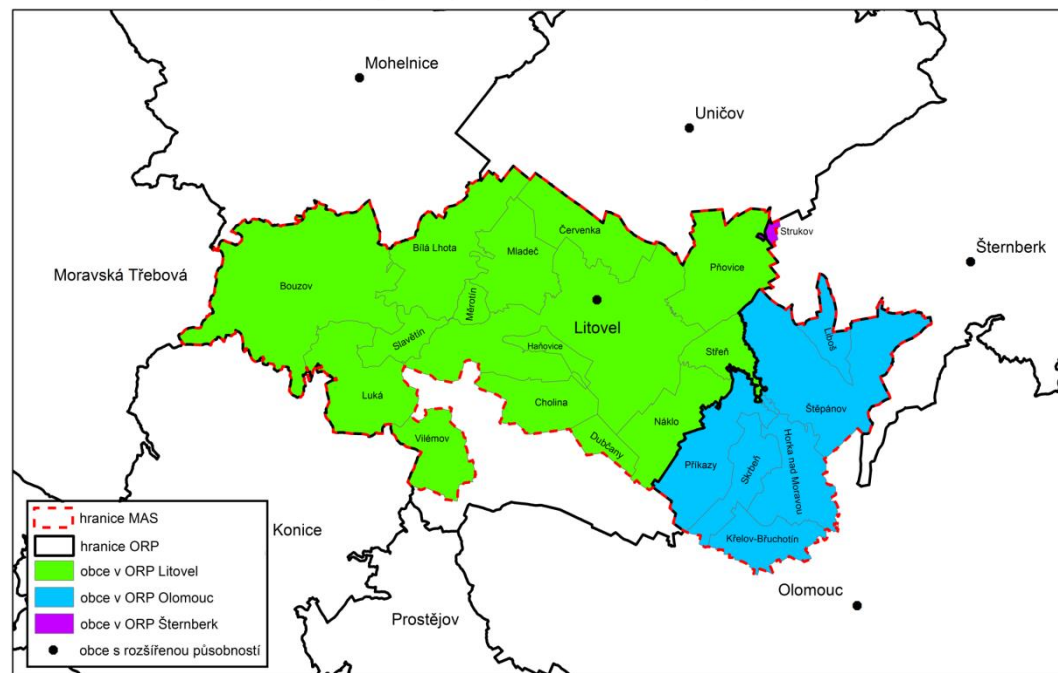 Mohelnice
Uničov
Strukov
Červenka
Bílá Lhota
Mladeč
Pňovice
Šternberk
Moravská Třebová
Bouzov
Měrotín
Litovel
Slavětín
Haňovice
Střeň
Liboš
Luká
Cholina
Štěpánov
Náklo
Vilémov
Dubčany
Příkazy
Skrbeň
Horka nad Moravou
Křelov-Břuchotín
Konice
Olomouc
Prostějov
hranice MAS
hranice ORP
obce v ORP Litovel
obce v ORP Olomouc
obce v ORP Šternberk
obce s rozšířenou působností